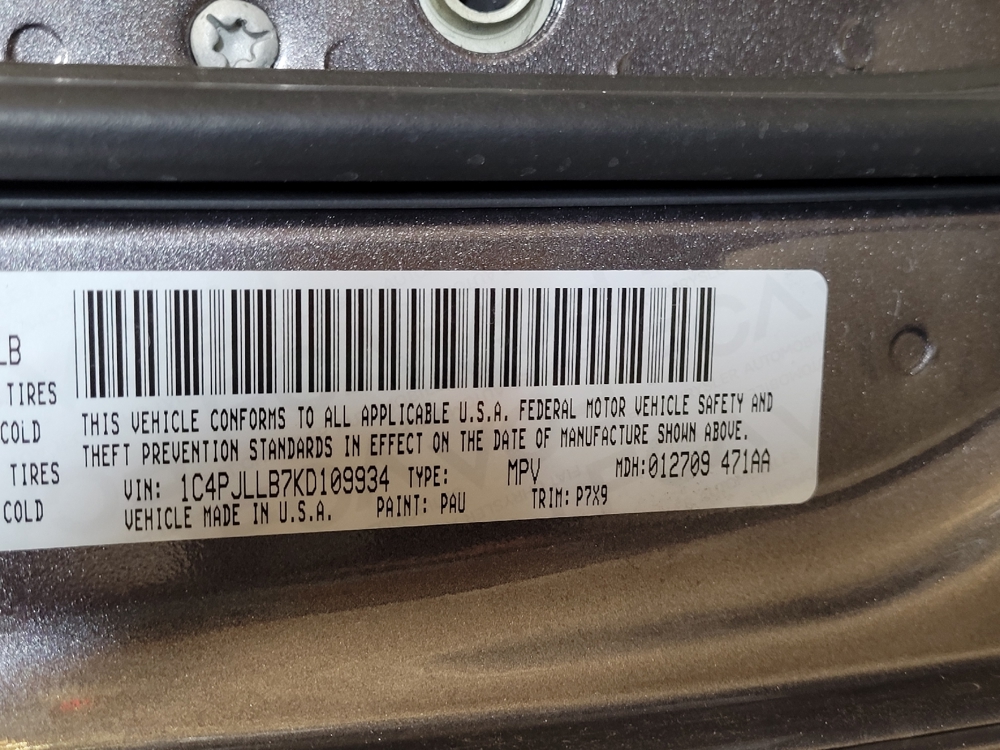 LB
TIRES
COLD
TIRES
COLD
THIS VEHICLE CONFORMS TO ALL APPLICABLE U.S.A. FEDERAL MOTOR VEHICLE SAFETY AND
THEFT PREVENTION STANDARDS IN EFFECT ON THE DATE OF MANUFACTURE SHOWN ABOVE.
VIN: 1C4PJLLB7KD109934 TYPE: MPV MDH:012709 471AA
VEHICLE MADE IN U.S.A. PAINT: PAU TRIM: P7X9